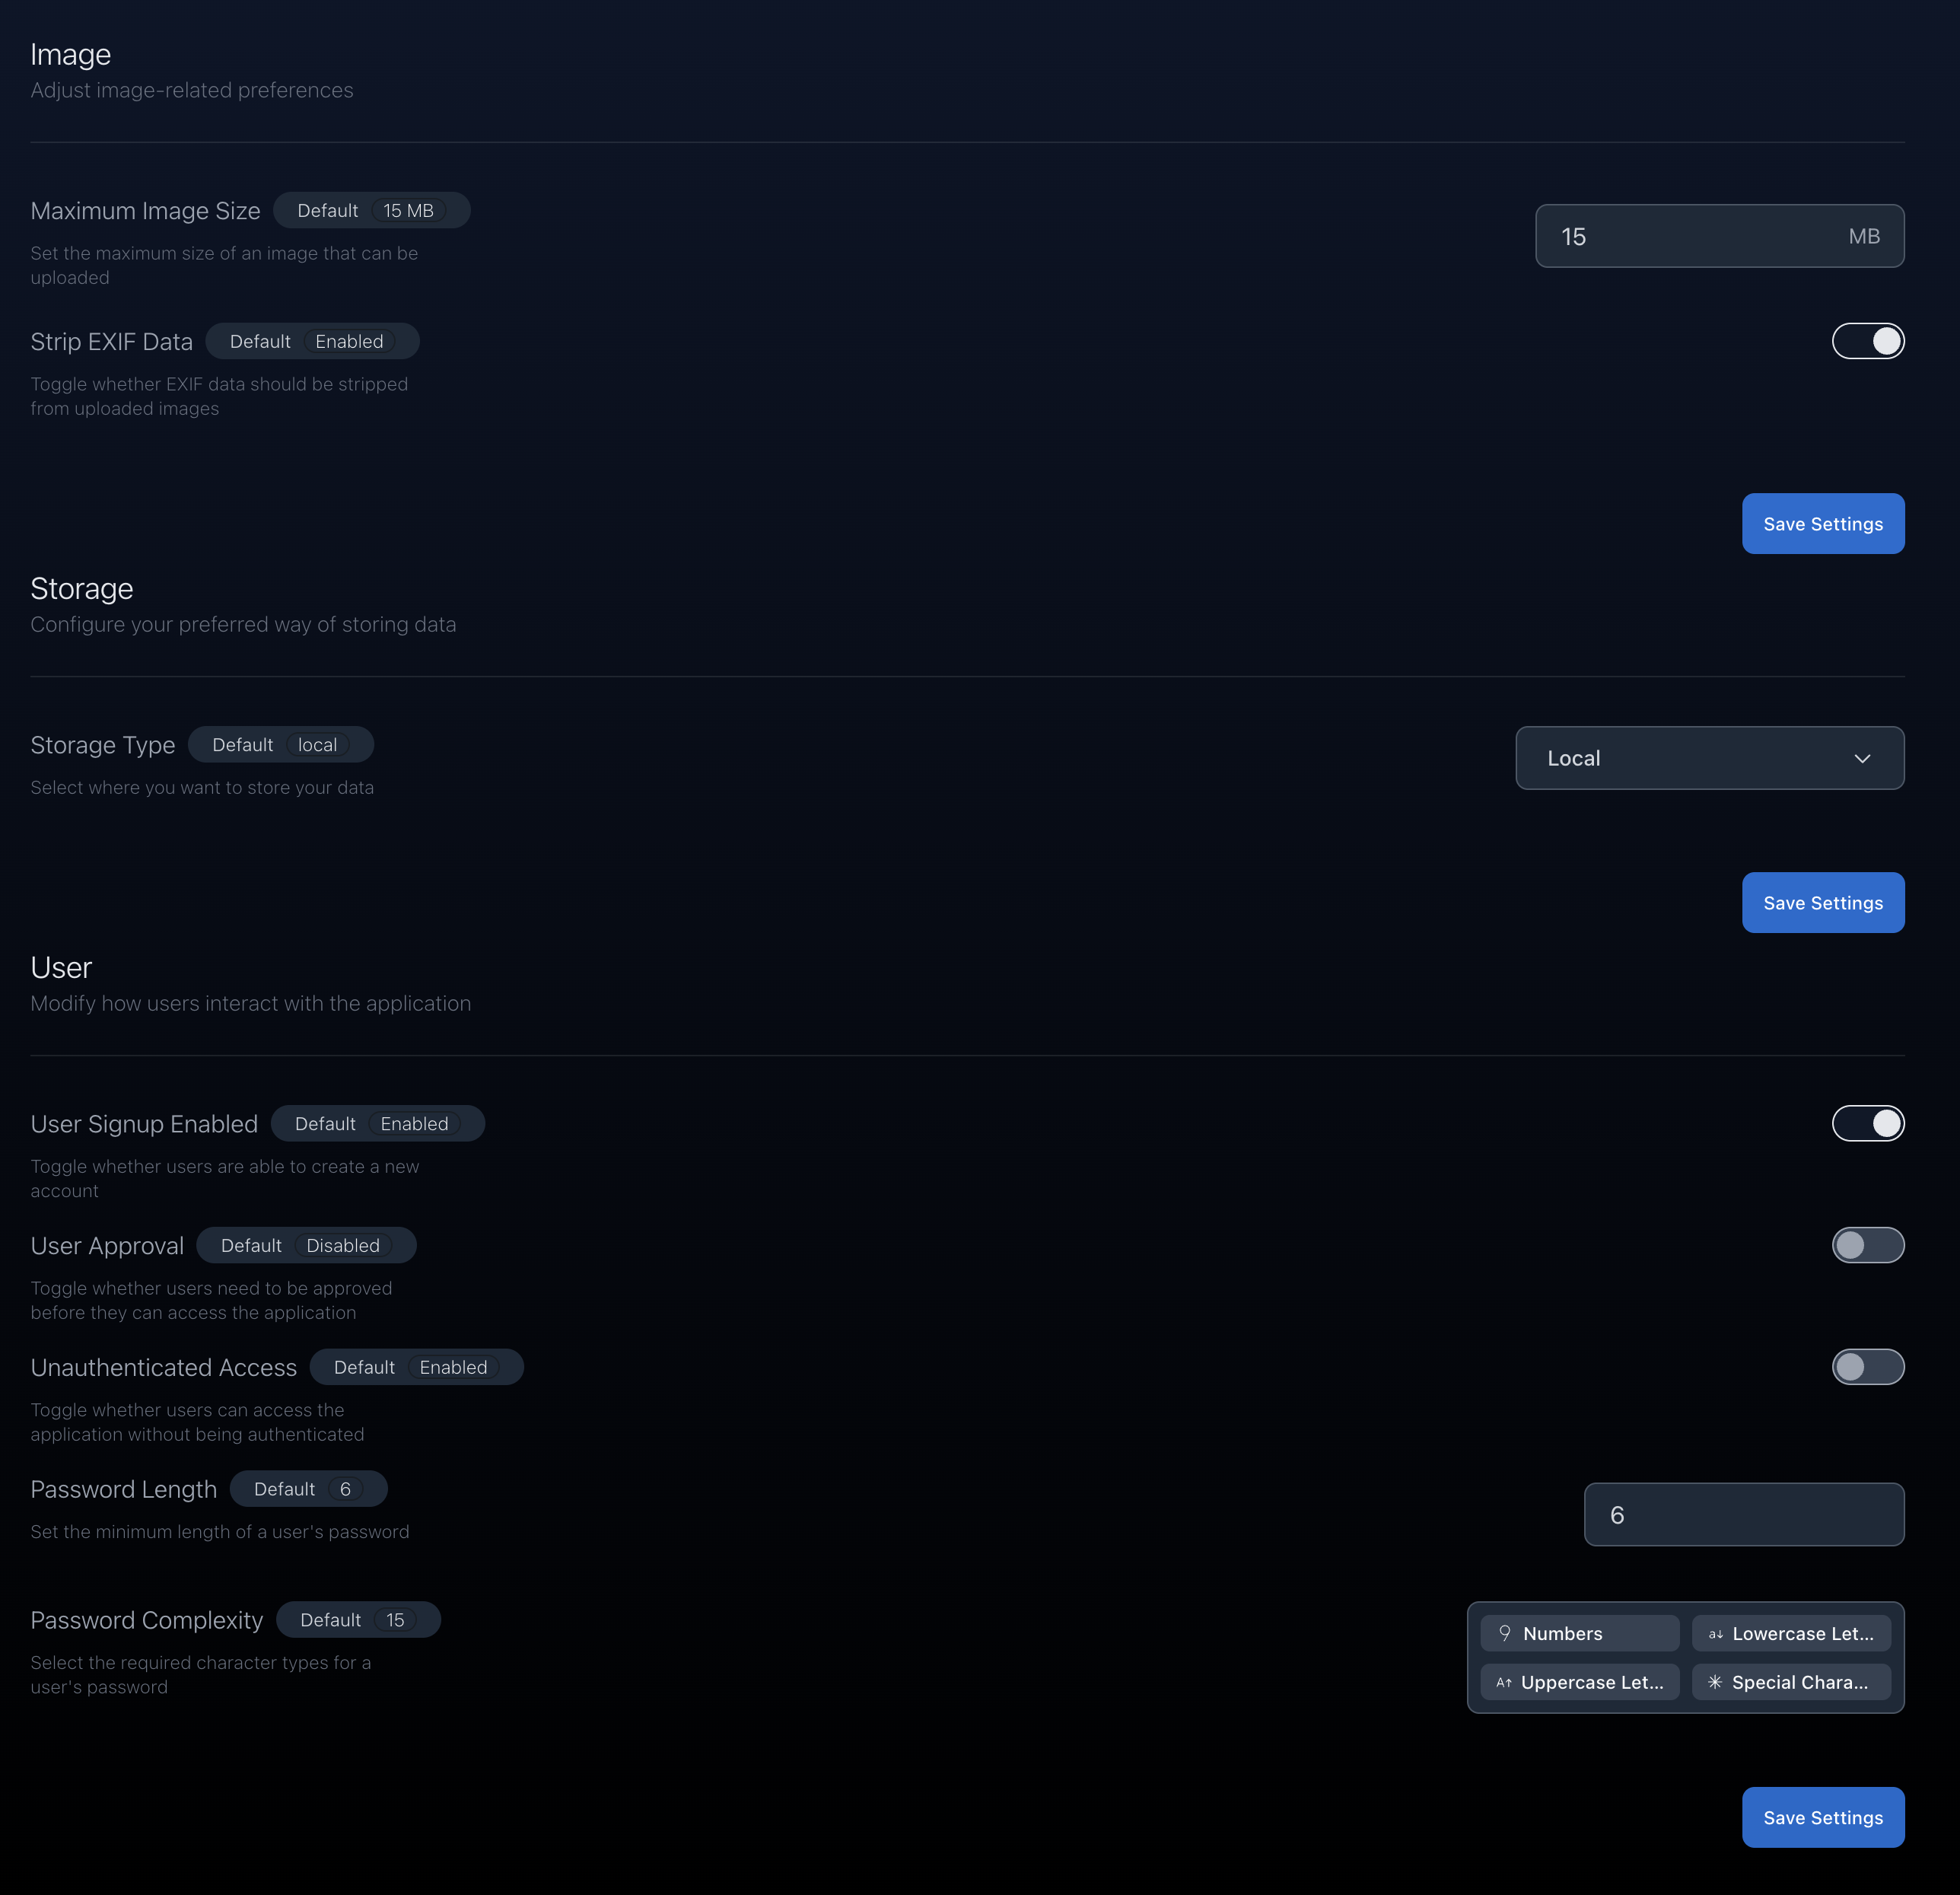 Image
Adjust image-related preferences
Maximum Image Size Default 15 MB
Set the maximum size of an image that can be
uploaded
15 MB
Strip EXIF Data Default Enabled
Toggle whether EXIF data should be stripped
from uploaded images
Save Settings
Storage
Configure your preferred way of storing data
Storage Type Default local
Select where you want to store your data
Local
Save Settings
User
Modify how users interact with the application
User Signup Enabled Default Enabled
Toggle whether users are able to create a new
account
User Approval Default Disabled
Toggle whether users need to be approved
before they can access the application
Unauthenticated Access Default Enabled
Toggle whether users can access the
application without being authenticated
Password Length Default 6
Set the minimum length of a user's password
6
Password Complexity Default 15
Select the required character types for a
user's password
9 Numbers a↓ Lowercase Let...
A↑ Uppercase Let... Special Chara...
Save Settings